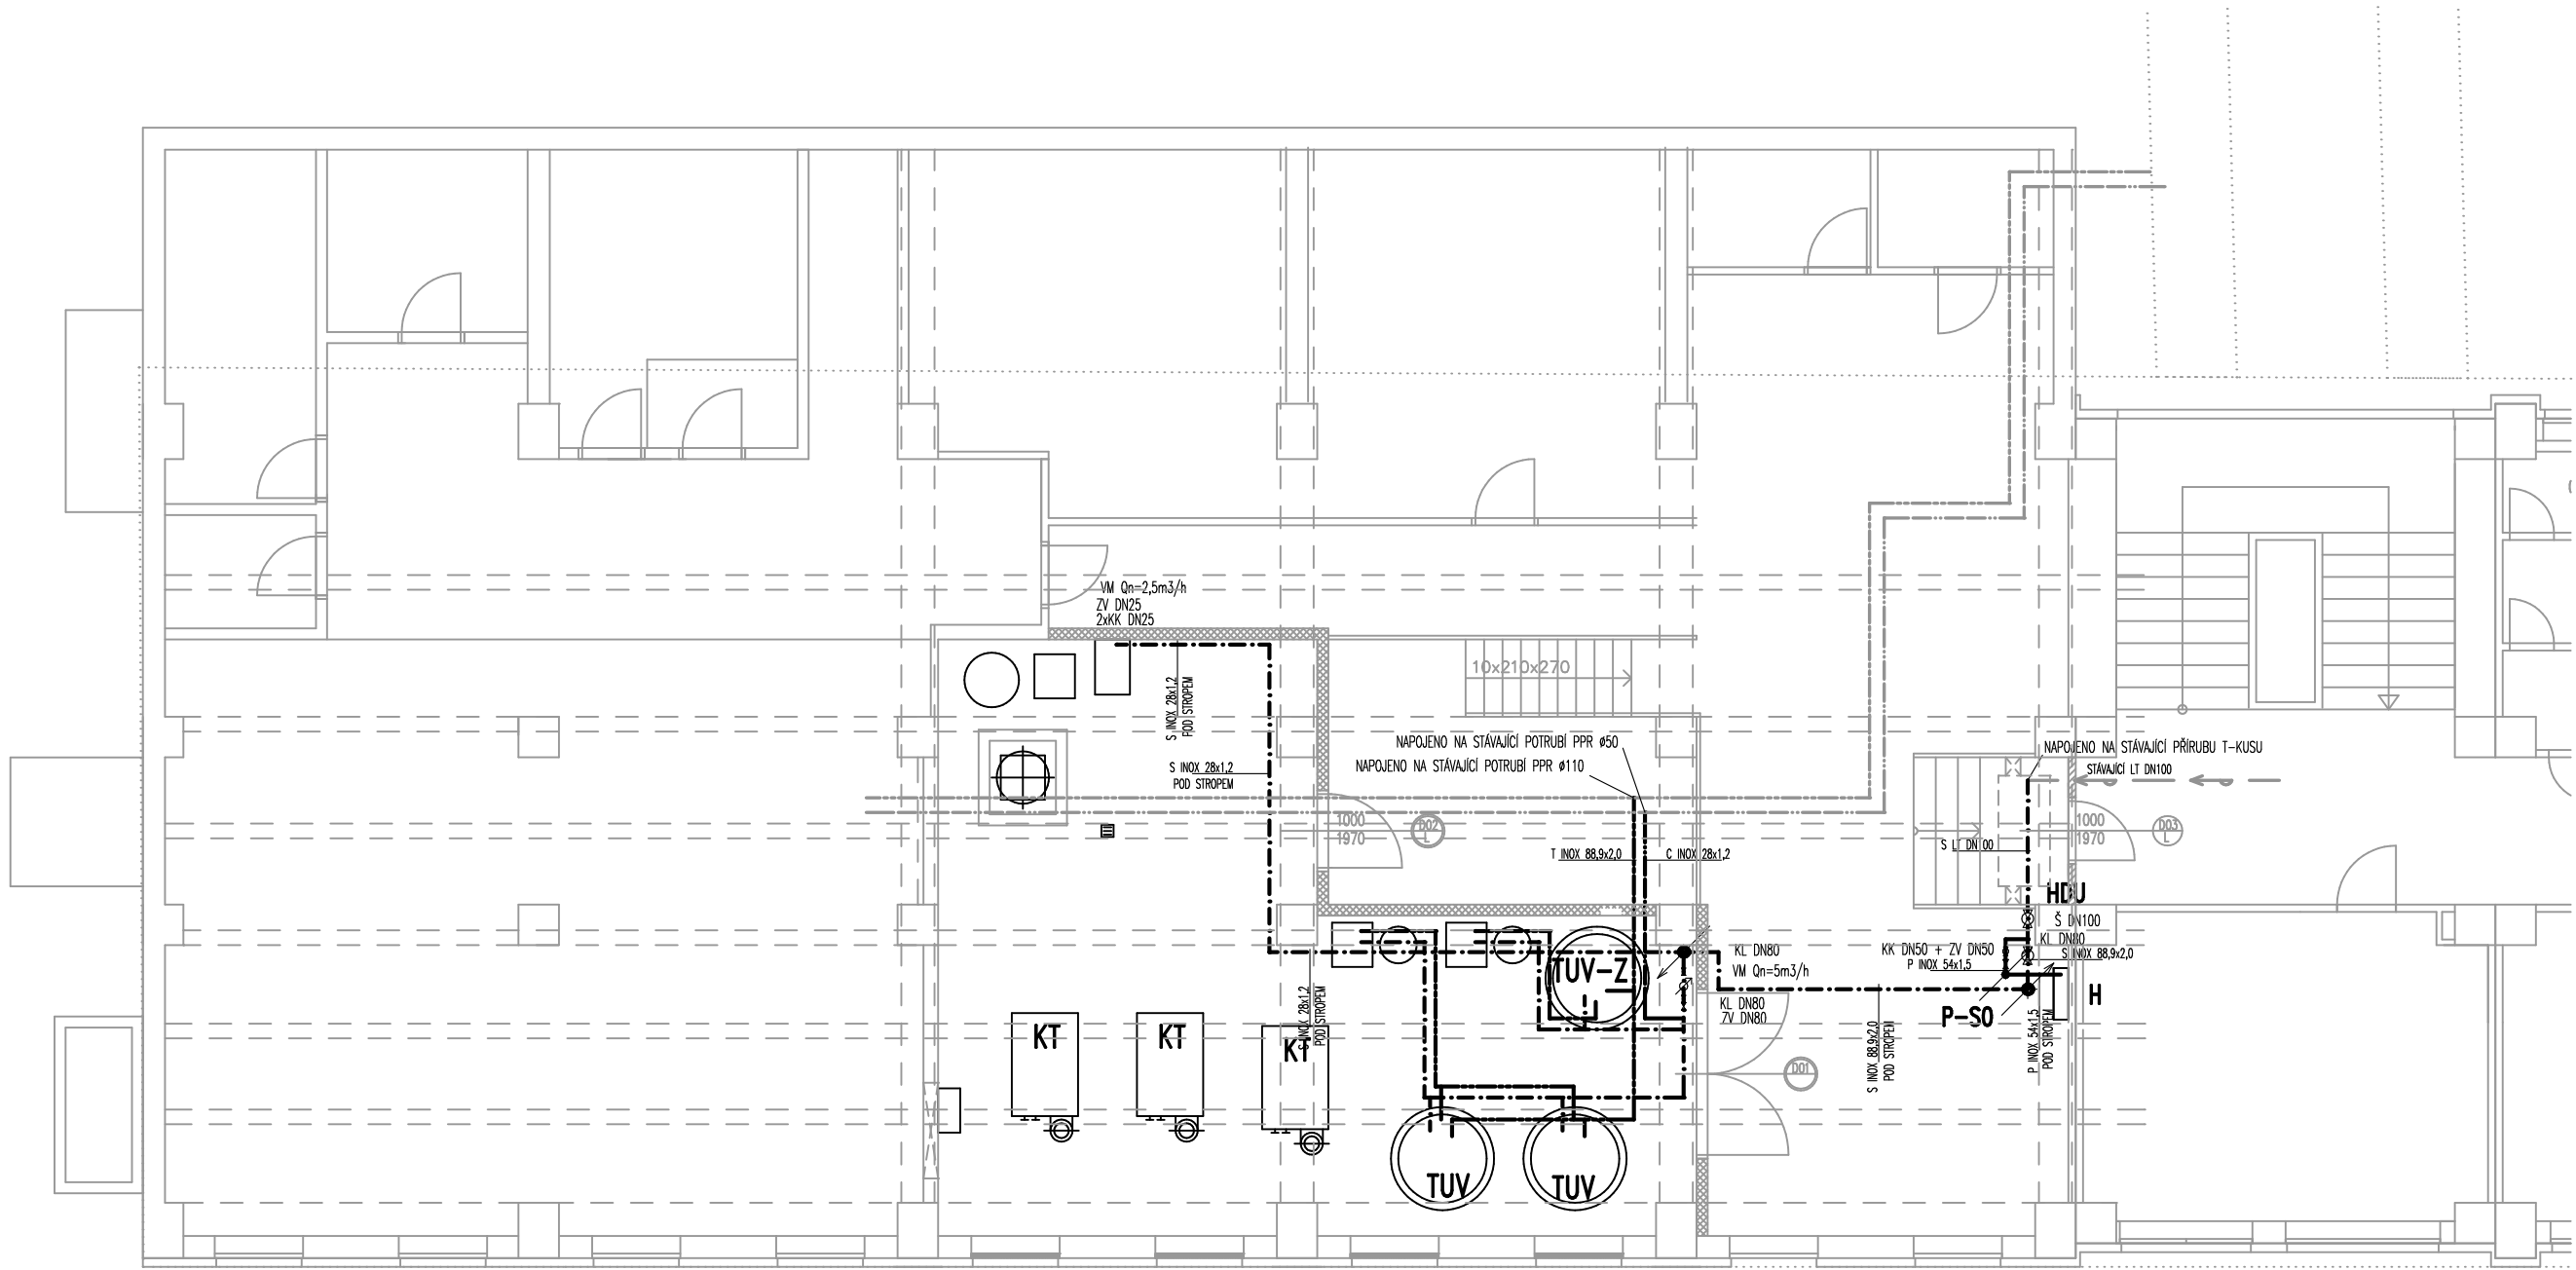 VM Qn=2,5m3/h
ZV DN25
2xKK DN25
10x210x270
S INOX 28x1,2
POD STROPEM
NAPOJENO NA STÁVAJÍCÍ POTRUBÍ PPR ø50
NAPOJENO NA STÁVAJÍCÍ POTRUBÍ PPR ø110
S INOX 28x1,2
POD STROPEM
NAPOJENO NA STÁVAJÍCÍ PŘÍRUBU T-KUSU
STÁVAJÍCÍ LT DN100
1000
1970
D02
L
1000
1970
D03
L
T INOX 88,9x2,0
C INOX 28x1,2
S LT DN100
HDU
Š DN100
KL DN80
S INOX 88,9x2,0
KK DN50 + ZV DN50
P INOX 54x1,5
KL DN80
VM Qn=5m3/h
TUV-Z
KL DN80
ZV DN80
P-S0
H
S INOX 28x1,2
POD STROPEM
S INOX 88,9x2,0
POD STROPEM
P INOX 54x1,5
POD STROPEM
KT
KT
KT
D01
TUV
TUV